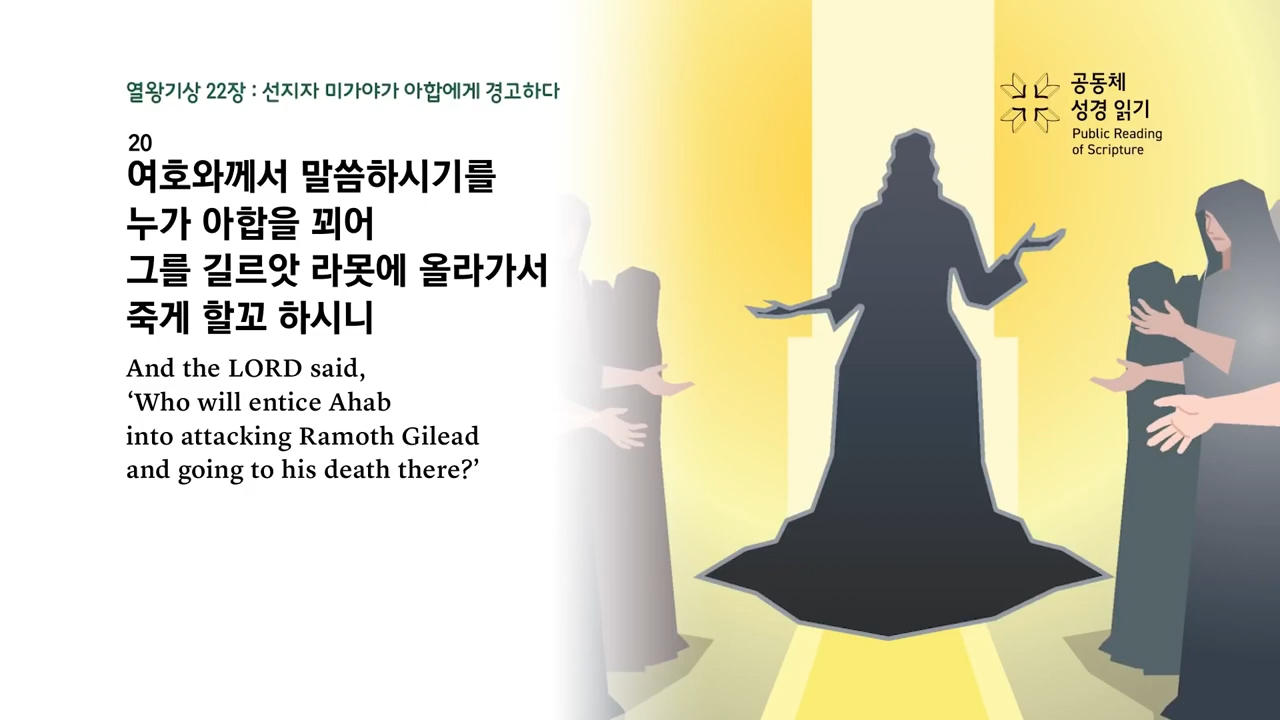 열왕기상 22장 : 선지자 미가야가 아합에게 경고하다
20
여호와께서 말씀하시기를
누가 아합을 꾀어
그를 길르앗 라못에 올라가서
죽게 할꼬 하시니
And the LORD said,
‘Who will entice Ahab
into attacking Ramoth Gilead
and going to his death there?’
공동체
성경 읽기
Public Reading
of Scripture